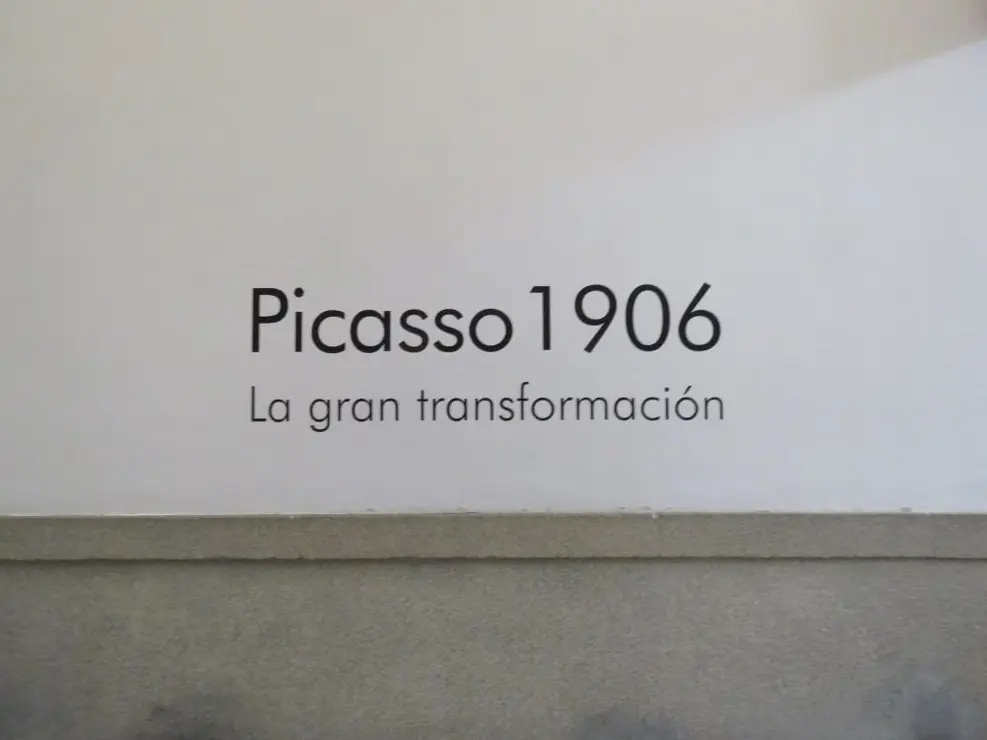 Picasso 1906
La gran transformación